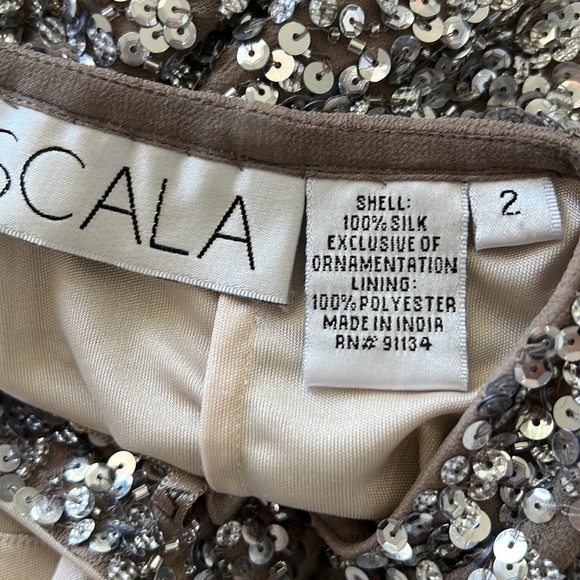 SCALA
SHELL:
100% SILK
EXCLUSIVE OF
ORNAMENTATION
LINING:
100% POLYESTER
MADE IN INDIA
RN# 91134
2